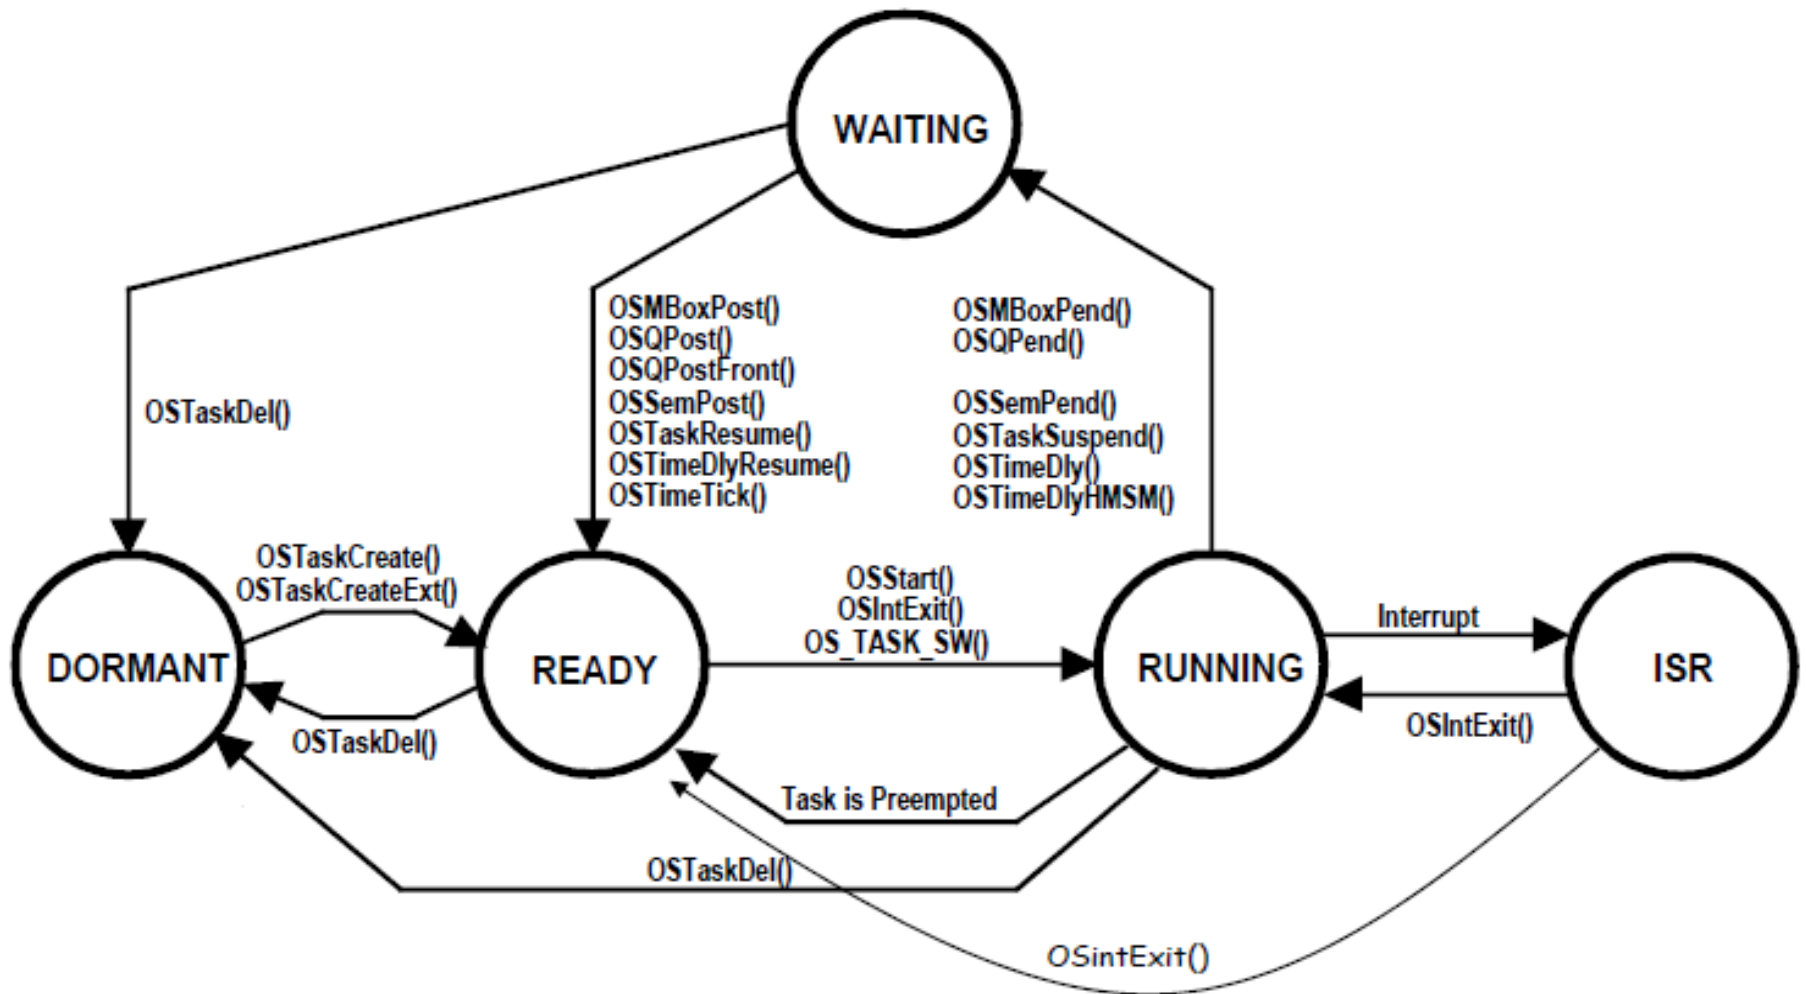 WAITING
OSMBoxPost()
OSQPost()
OSQPostFront()
OSSemPost()
OSTaskResume()
OSTimeDlyResume()
OSTimeTick()
OSMBoxPend()
OSQPend()
OSSemPend()
OSTaskSuspend()
OSTimeDly()
OSTimeDlyHMSM()
OSTaskDel()
OSTaskCreate()
OSTaskCreateExt()
OSStart()
OSIntExit()
OS_TASK_SW()
Interrupt
DORMANT
READY
RUNNING
ISR
OSTaskDel()
OSIntExit()
Task is Preempted
OSTaskDel()
OSintExit()